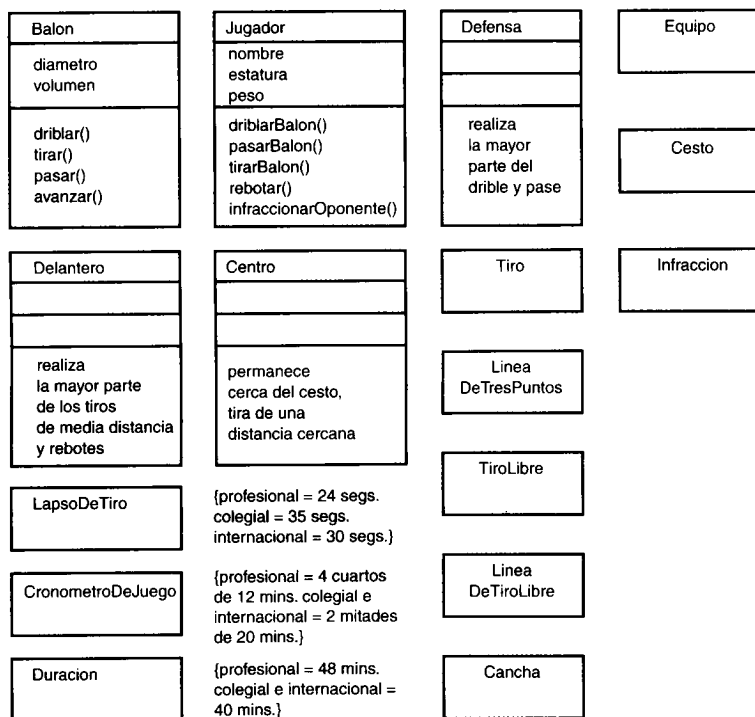 Balon
diametro
volumen
driblar()
tirar()
pasar()
avanzar()
Jugador
nombre
estatura
peso
driblarBalon()
pasarBalon()
tirarBalon()
rebotar()
infraccionarOponente()
Defensa
realiza
la mayor
parte del
drible y pase
Equipo
Cesto
Delantero
realiza
la mayor parte
de los tiros
de media distancia
y rebotes
Centro
permanece
cerca del cesto,
tira de una
distancia cercana
Tiro
Infraccion
Linea
DeTresPuntos
TiroLibre
LapsoDeTiro
{profesional = 24 segs.
colegial = 35 segs.
internacional = 30 segs.}
CronometroDeJuego
{profesional = 4 cuartos
de 12 mins. colegial e
internacional = 2 mitades
de 20 mins.}
Linea
DeTiroLibre
Duracion
{profesional = 48 mins.
colegial e internacional =
40 mins.}
Cancha